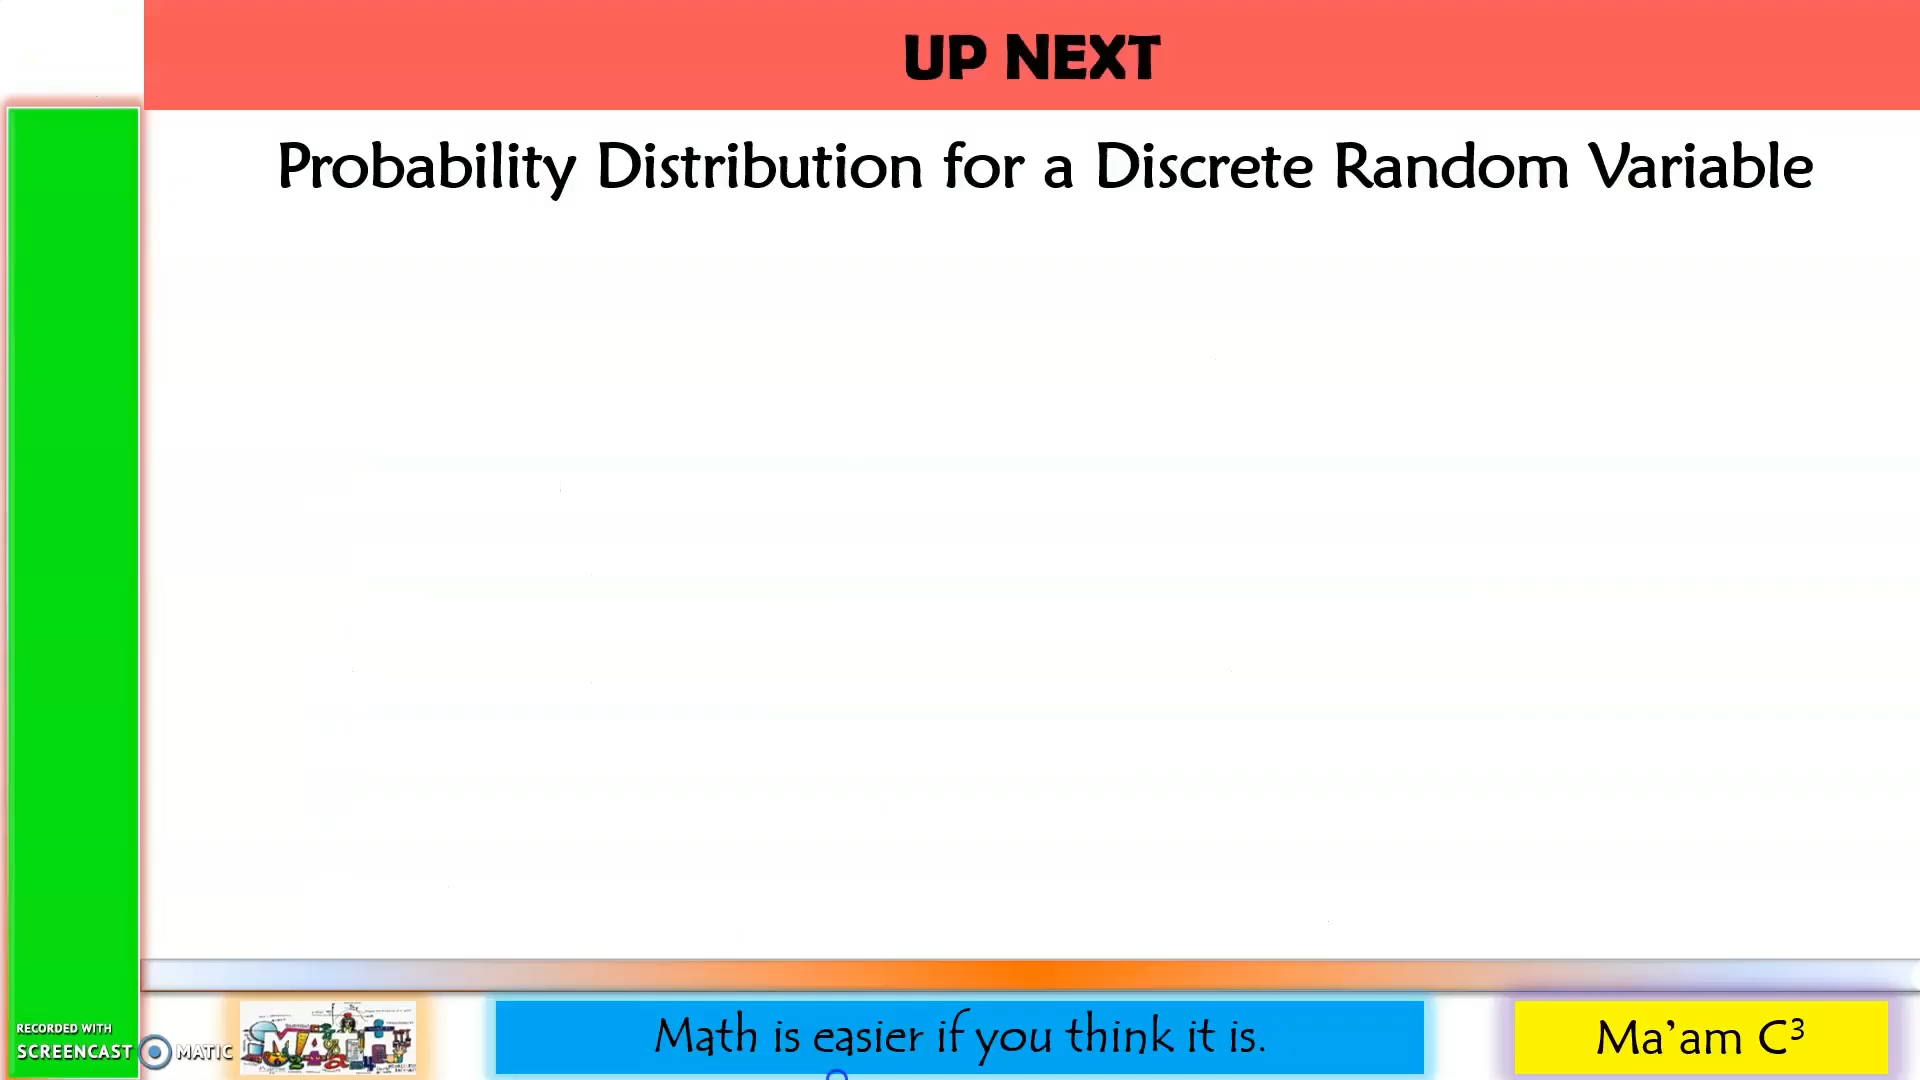 UP NEXT
Probability Distribution for a Discrete Random Variable
RECORDED WITH
SCREENCAST MATIC
MATH
Math is easier if you think it is.
Ma'am C³